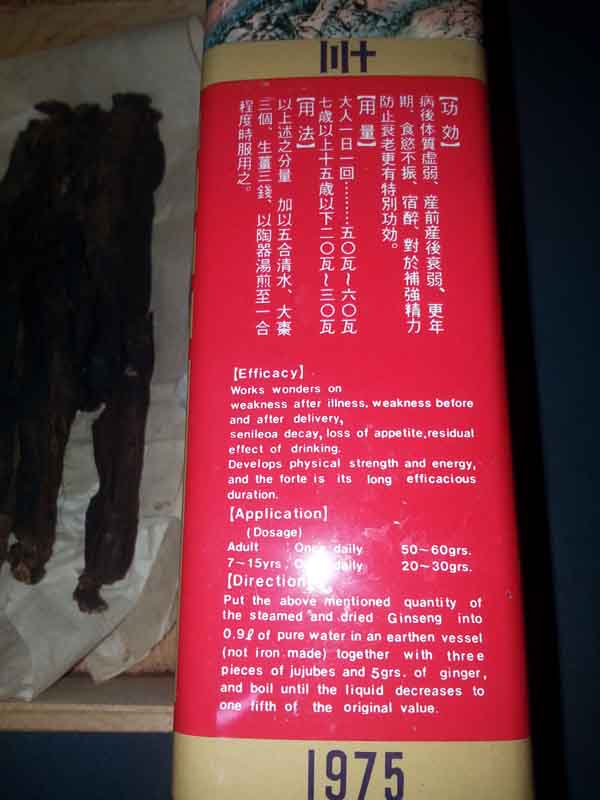 【功効】
病後体質虛弱、産前産後衰弱、更年
期、食慾不振、宿醉、對於補強精力
防止衰老更有特別功効。
【用量】
大人一日一回………五〇瓦~六〇瓦
七歳以上十五歳以下二〇瓦~三〇瓦
【用法】
以上述之分量 加以五合清水、大棗
三個、生薑三錢、以陶器湯煎至一合
程度時服用之。
【Efficacy】
Works wonders on
weakness after illness, weakness before
and after delivery,
senileoa decay, loss of appetite,residual
effect of drinking.
Develops physical strength and energy,
and the forte is its long efficacious
duration.
【Application】
(Dosage)
Adult Once daily 50~60grs.
7~15yrs. Once daily 20~30grs.
【Direction】
Put the above mentioned quantity of
the steamed and dried Ginseng into
0.9ℓ of pure water in an earthen vessel
(not iron made) together with three
pieces of jujubes and 5grs. of ginger,
and boil until the liquid decreases to
one fifth of the original value.
1975